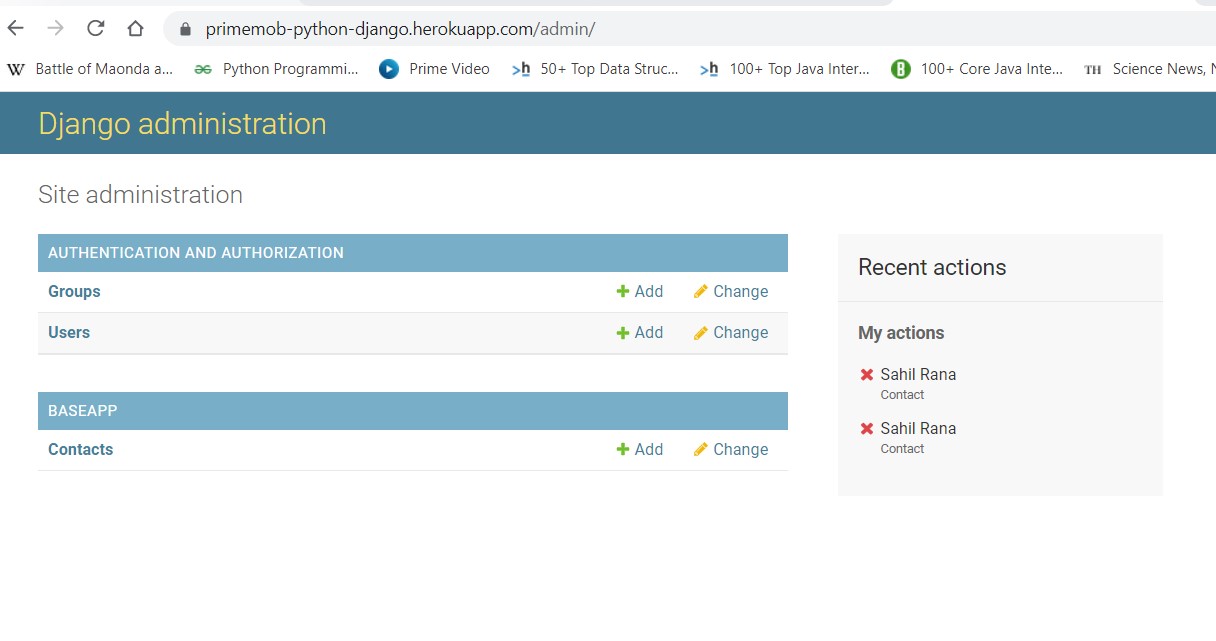 primemob-python-django.herokuapp.com/admin/
W Battle of Maonda a... Python Programmi... Prime Video >h 50+ Top Data Struc... >h 100+ Top Java Inter... B 100+ Core Java Inte... TH Science News, N
Django administration
Site administration
AUTHENTICATION AND AUTHORIZATION
Groups Add Change
Users Add Change
BASEAPP
Contacts Add Change
Recent actions
My actions
Sahil Rana
Contact
Sahil Rana
Contact